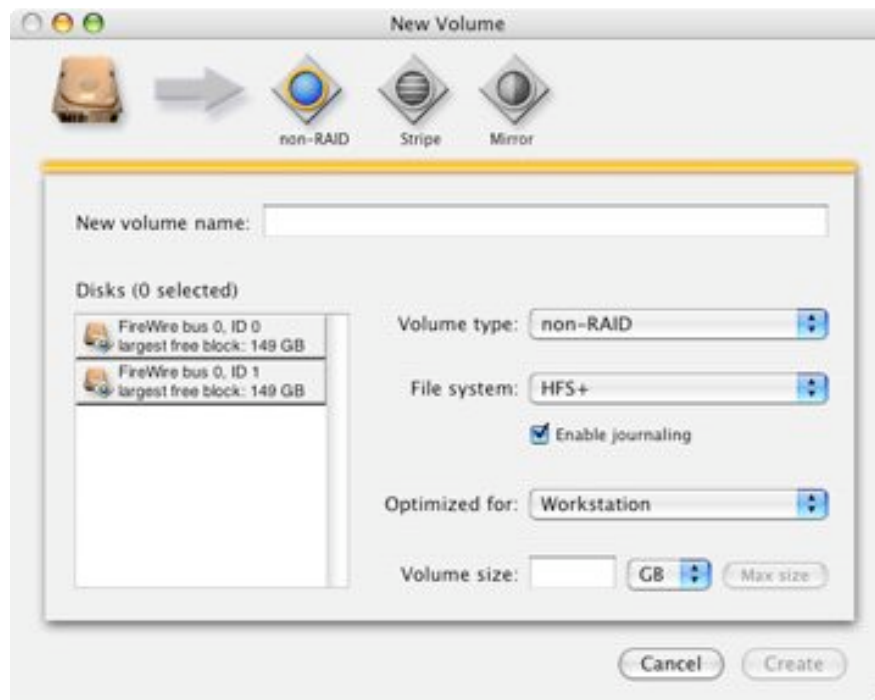 New Volume
non-RAID
Stripe
Mirror
New volume name:
Disks (0 selected)
FireWire bus 0, ID 0
largest free block: 149 GB
FireWire bus 0, ID 1
largest free block: 149 GB
Volume type: non-RAID
File system: HFS+
Enable journaling
Optimized for: Workstation
Volume size: GB Max size
Cancel Create